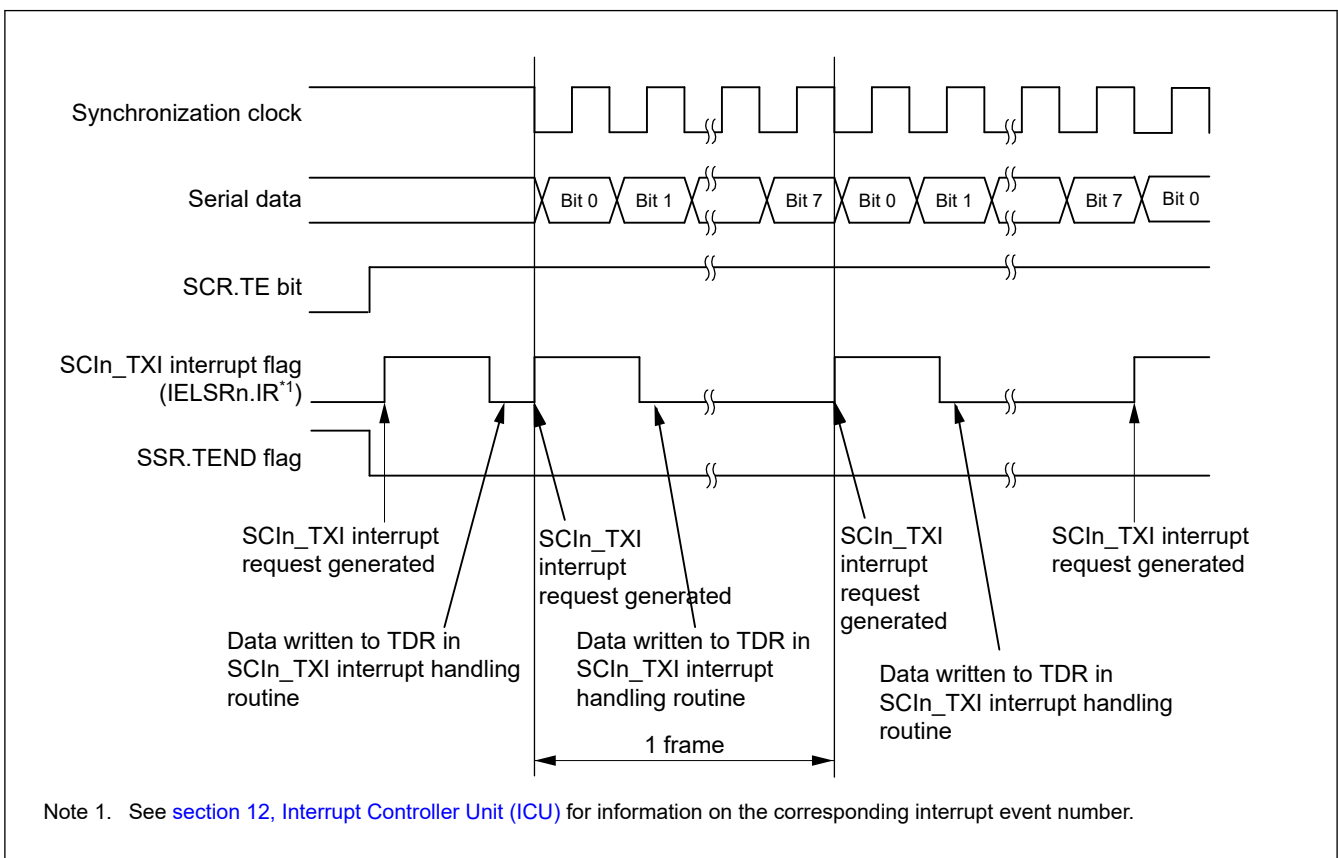 Synchronization clock
Serial data
Bit 0 Bit 1 Bit 7 Bit 0 Bit 1 Bit 7 Bit 0
SCR.TE bit
SCIn_TXI interrupt flag
(IELSRn.IR*1)
SSR.TEND flag
SCIn_TXI interrupt
request generated
SCIn_TXI
interrupt
request generated
SCIn_TXI
interrupt
request
generated
SCIn_TXI interrupt
request generated
Data written to TDR in
SCIn_TXI interrupt handling
routine
Data written to TDR in
SCIn_TXI interrupt
handling routine
Data written to TDR in
SCIn_TXI interrupt handling
routine
1 frame
Note 1. See section 12, Interrupt Controller Unit (ICU) for information on the corresponding interrupt event number.